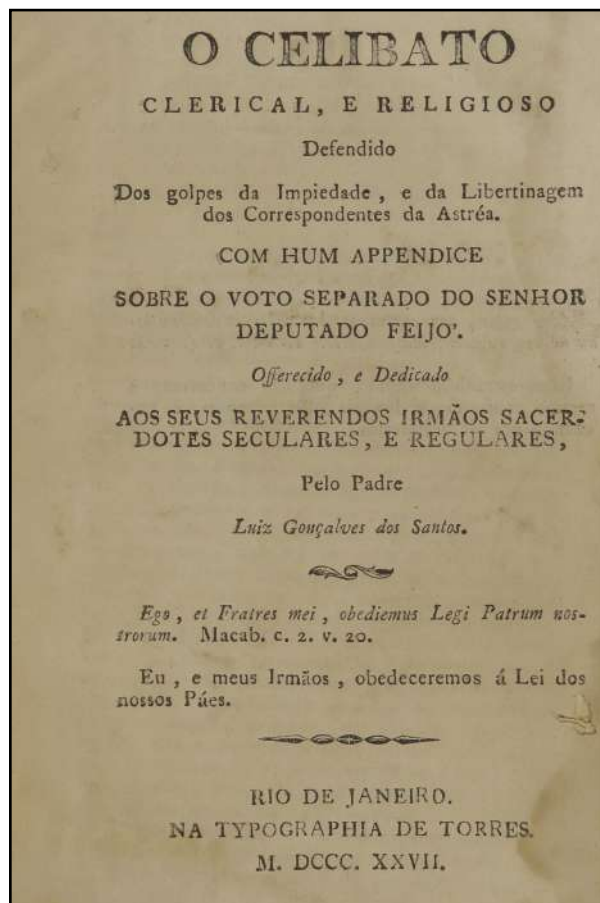 O CELIBATO
CLERICAL, E RELIGIOSO
Defendido
Dos golpes da Impiedade , e da Libertinagem
dos Correspondentes da Astréa.
COM HUM APPENDICE
SOBRE O VOTO SEPARADO DO SENHOR
DEPUTADO FEIJO'.
Offerecido , e Dedicado
AOS SEUS REVERENDOS IRMÃOS SACER-
DOTES SECULARES, E REGULARES,
Pelo Padre
Luiz Gonçalves dos Santos.
Ego , et Fratres mei , obediemus Legi Patrum nos-
trorum. Macab. c. 2. v. 20.
Eu , e meus Irmãos , obedeceremos á Lei dos
nossos Páes.
RIO DE JANEIRO.
NA TYPOGRAPHIA DE TORRES.
M. DCCC. XXVII.